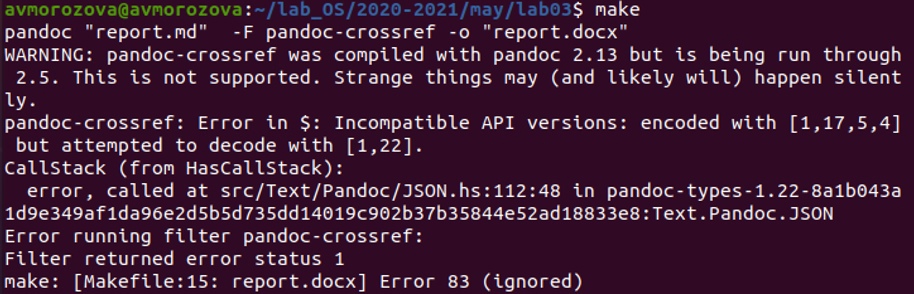 avmorozova@avmorozova:~/lab_OS/2020-2021/may/lab03$ make
pandoc "report.md"  -F pandoc-crossref -o "report.docx"
WARNING: pandoc-crossref was compiled with pandoc 2.13 but is being run through
 2.5. This is not supported. Strange things may (and likely will) happen silent
ly.
pandoc-crossref: Error in $: Incompatible API versions: encoded with [1,17,5,4]
 but attempted to decode with [1,22].
CallStack (from HasCallStack):
  error, called at src/Text/Pandoc/JSON.hs:112:48 in pandoc-types-1.22-8a1b043a
1d9e349af1da96e2d5b5d735dd14019c902b37b35844e52ad18833e8:Text.Pandoc.JSON
Error running filter pandoc-crossref:
Filter returned error status 1
make: [Makefile:15: report.docx] Error 83 (ignored)